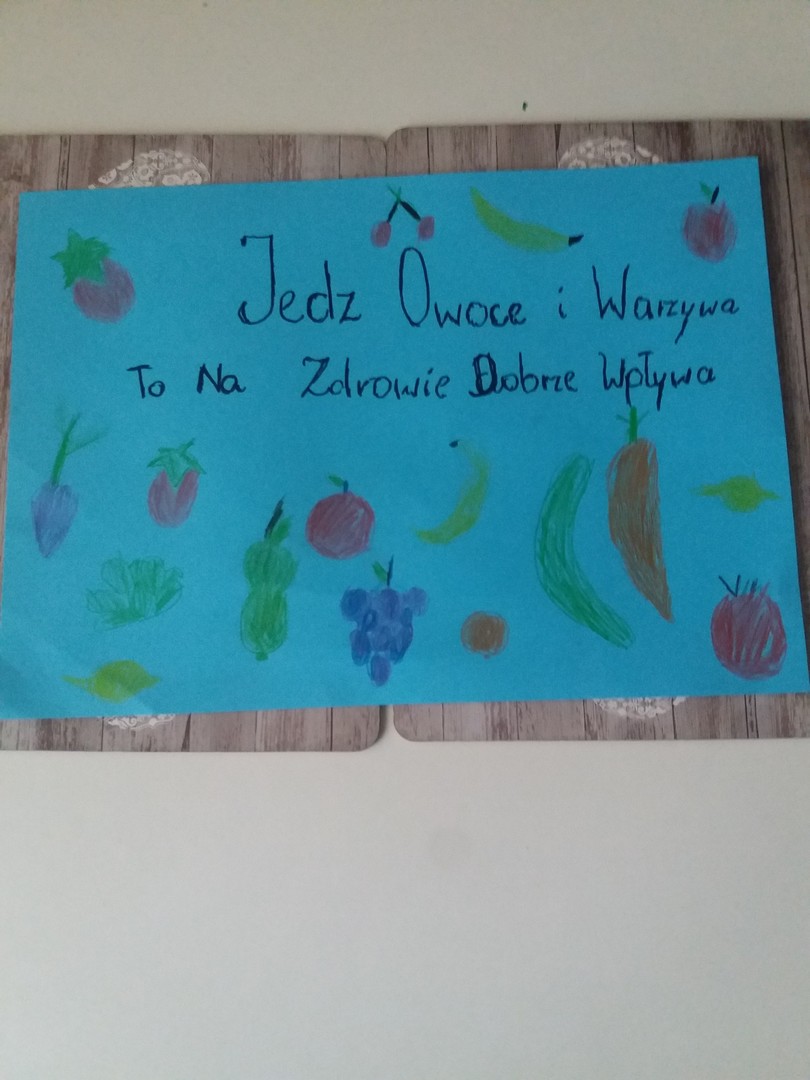 Jedz Owoce i Warzywa
To Na Zdrowie Dobrze Wpływa